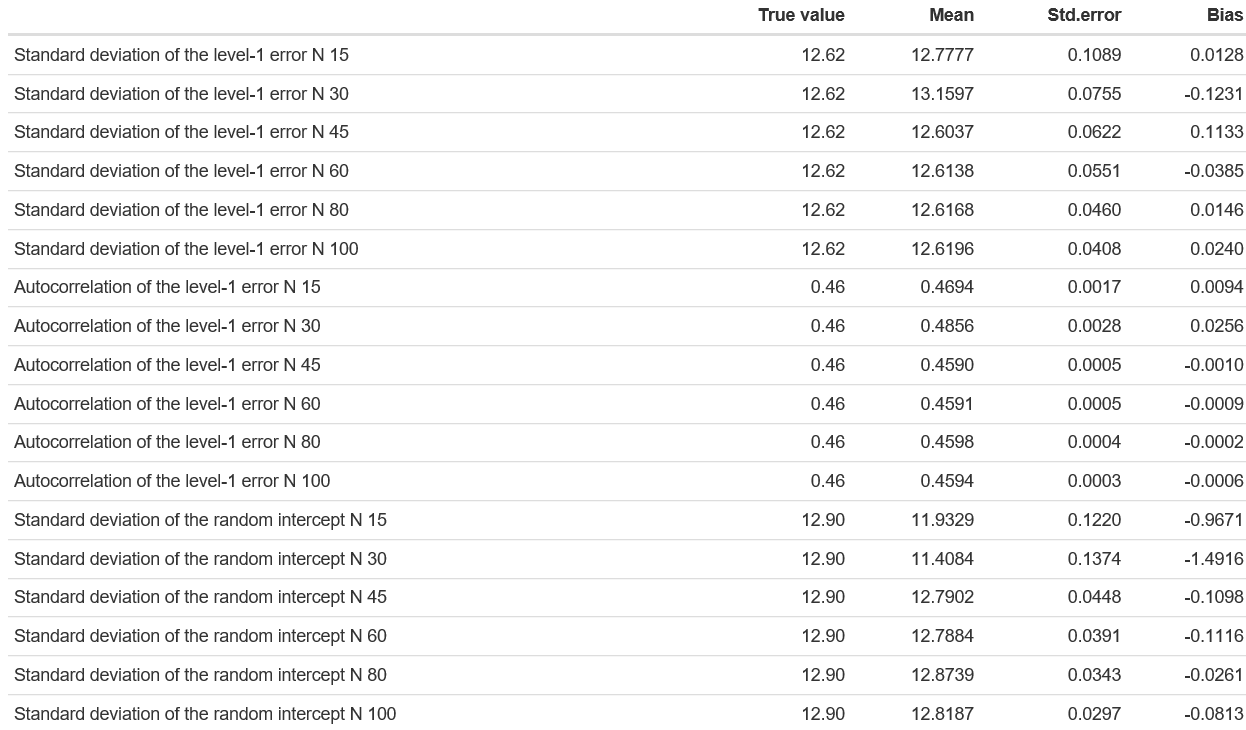 True value Mean Std.error Bias
Standard deviation of the level-1 error N 15 12.62 12.7777 0.1089 0.0128
Standard deviation of the level-1 error N 30 12.62 13.1597 0.0755 -0.1231
Standard deviation of the level-1 error N 45 12.62 12.6037 0.0622 0.1133
Standard deviation of the level-1 error N 60 12.62 12.6138 0.0551 -0.0385
Standard deviation of the level-1 error N 80 12.62 12.6168 0.0460 0.0146
Standard deviation of the level-1 error N 100 12.62 12.6196 0.0408 0.0240
Autocorrelation of the level-1 error N 15 0.46 0.4694 0.0017 0.0094
Autocorrelation of the level-1 error N 30 0.46 0.4856 0.0028 0.0256
Autocorrelation of the level-1 error N 45 0.46 0.4590 0.0005 -0.0010
Autocorrelation of the level-1 error N 60 0.46 0.4591 0.0005 -0.0009
Autocorrelation of the level-1 error N 80 0.46 0.4598 0.0004 -0.0002
Autocorrelation of the level-1 error N 100 0.46 0.4594 0.0003 -0.0006
Standard deviation of the random intercept N 15 12.90 11.9329 0.1220 -0.9671
Standard deviation of the random intercept N 30 12.90 11.4084 0.1374 -1.4916
Standard deviation of the random intercept N 45 12.90 12.7902 0.0448 -0.1098
Standard deviation of the random intercept N 60 12.90 12.7884 0.0391 -0.1116
Standard deviation of the random intercept N 80 12.90 12.8739 0.0343 -0.0261
Standard deviation of the random intercept N 100 12.90 12.8187 0.0297 -0.0813